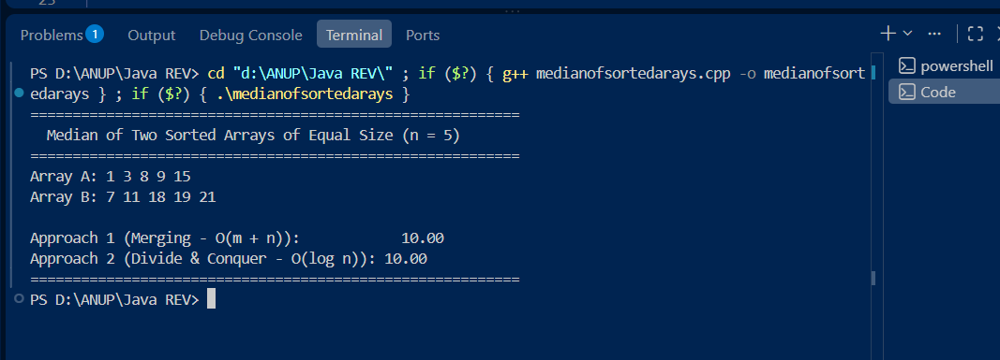 23
Problems 1 Output Debug Console Terminal Ports
powershell
Code
PS D:\ANUP\Java REV> cd "d:\ANUP\Java REV\" ; if ($?) { g++ medianofsortedarays.cpp -o medianofsort
edarays } ; if ($?) { .\medianofsortedarays }
==========================================================
  Median of Two Sorted Arrays of Equal Size (n = 5)
==========================================================
Array A: 1 3 8 9 15
Array B: 7 11 18 19 21
Approach 1 (Merging - O(m + n)):            10.00
Approach 2 (Divide & Conquer - O(log n)): 10.00
==========================================================
PS D:\ANUP\Java REV>